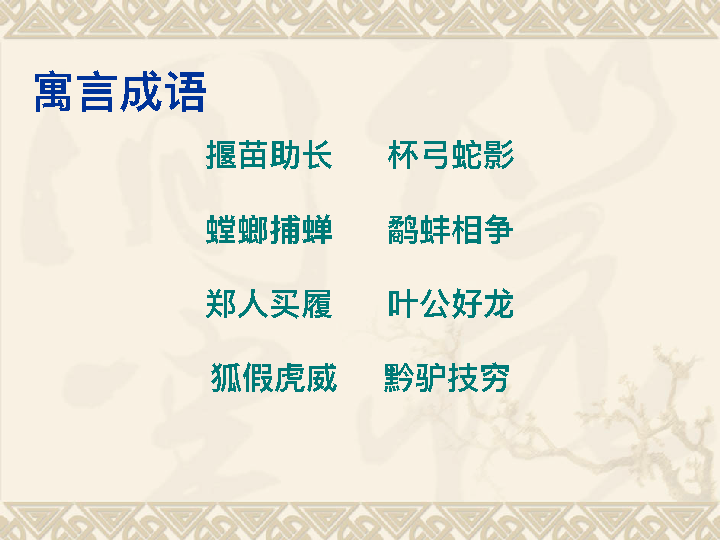 寓言成语
揠苗助长 杯弓蛇影
螳螂捕蝉 鹬蚌相争
郑人买履 叶公好龙
狐假虎威 黔驴技穷